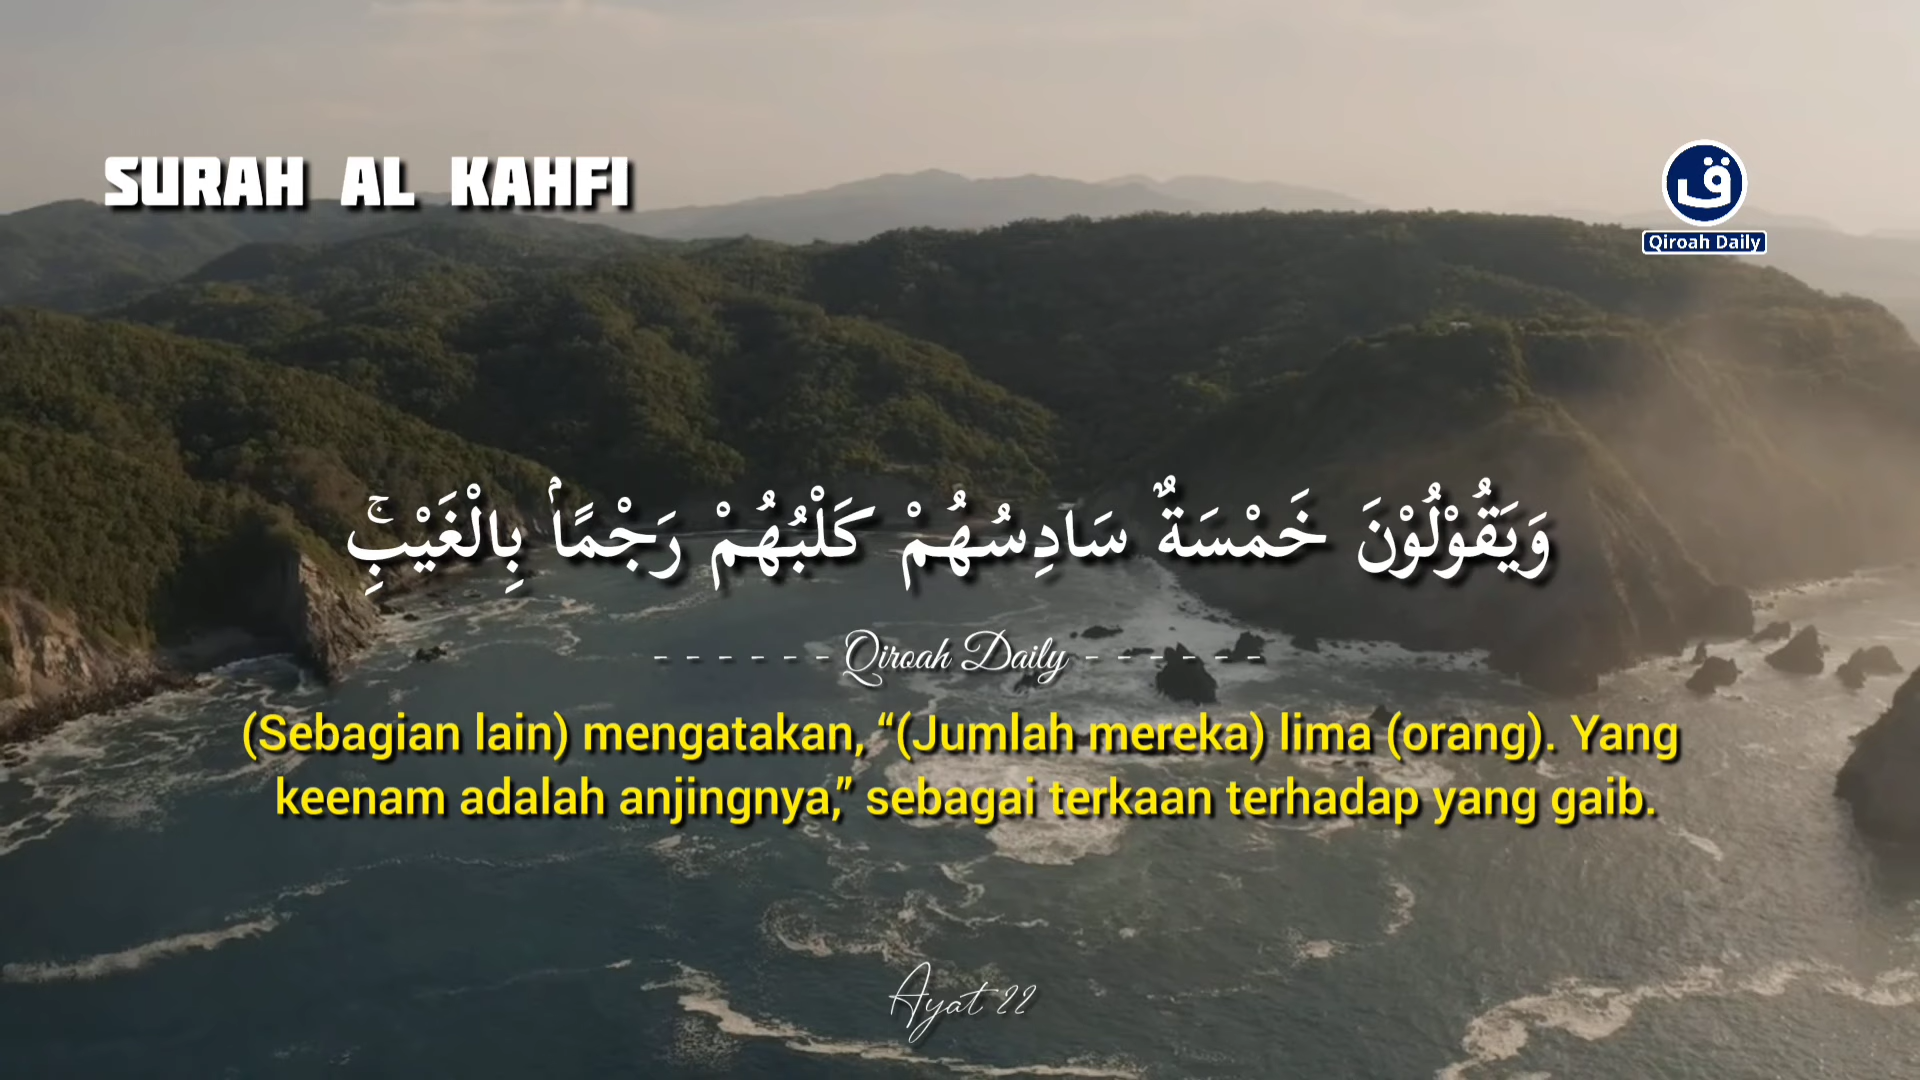 SURAH AL KAHFI
ق
Qiroah Daily
وَيَقُوْلُوْنَ خَمْسَةٌ سَادِسُهُمْ كَلْبُهُمْ رَجْمًاۢ بِالْغَيْبِۚ
- - - - - - Qiroah Daily - - - - - -
(Sebagian lain) mengatakan, “(Jumlah mereka) lima (orang). Yang
keenam adalah anjingnya,” sebagai terkaan terhadap yang gaib.
Ayat 22